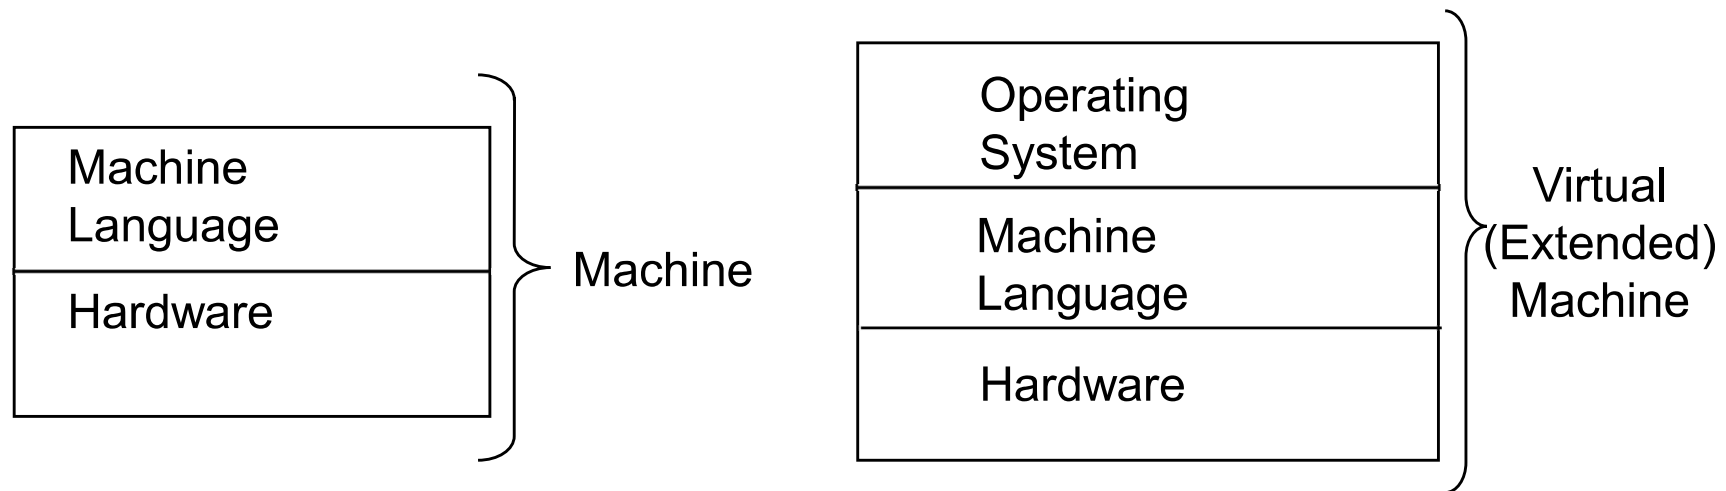 Machine
Language
Hardware
Machine
Operating
System
Machine
Language
Hardware
Virtual
(Extended)
Machine